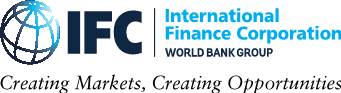 IFC
International
Finance Corporation
WORLD BANK GROUP
Creating Markets, Creating Opportunities